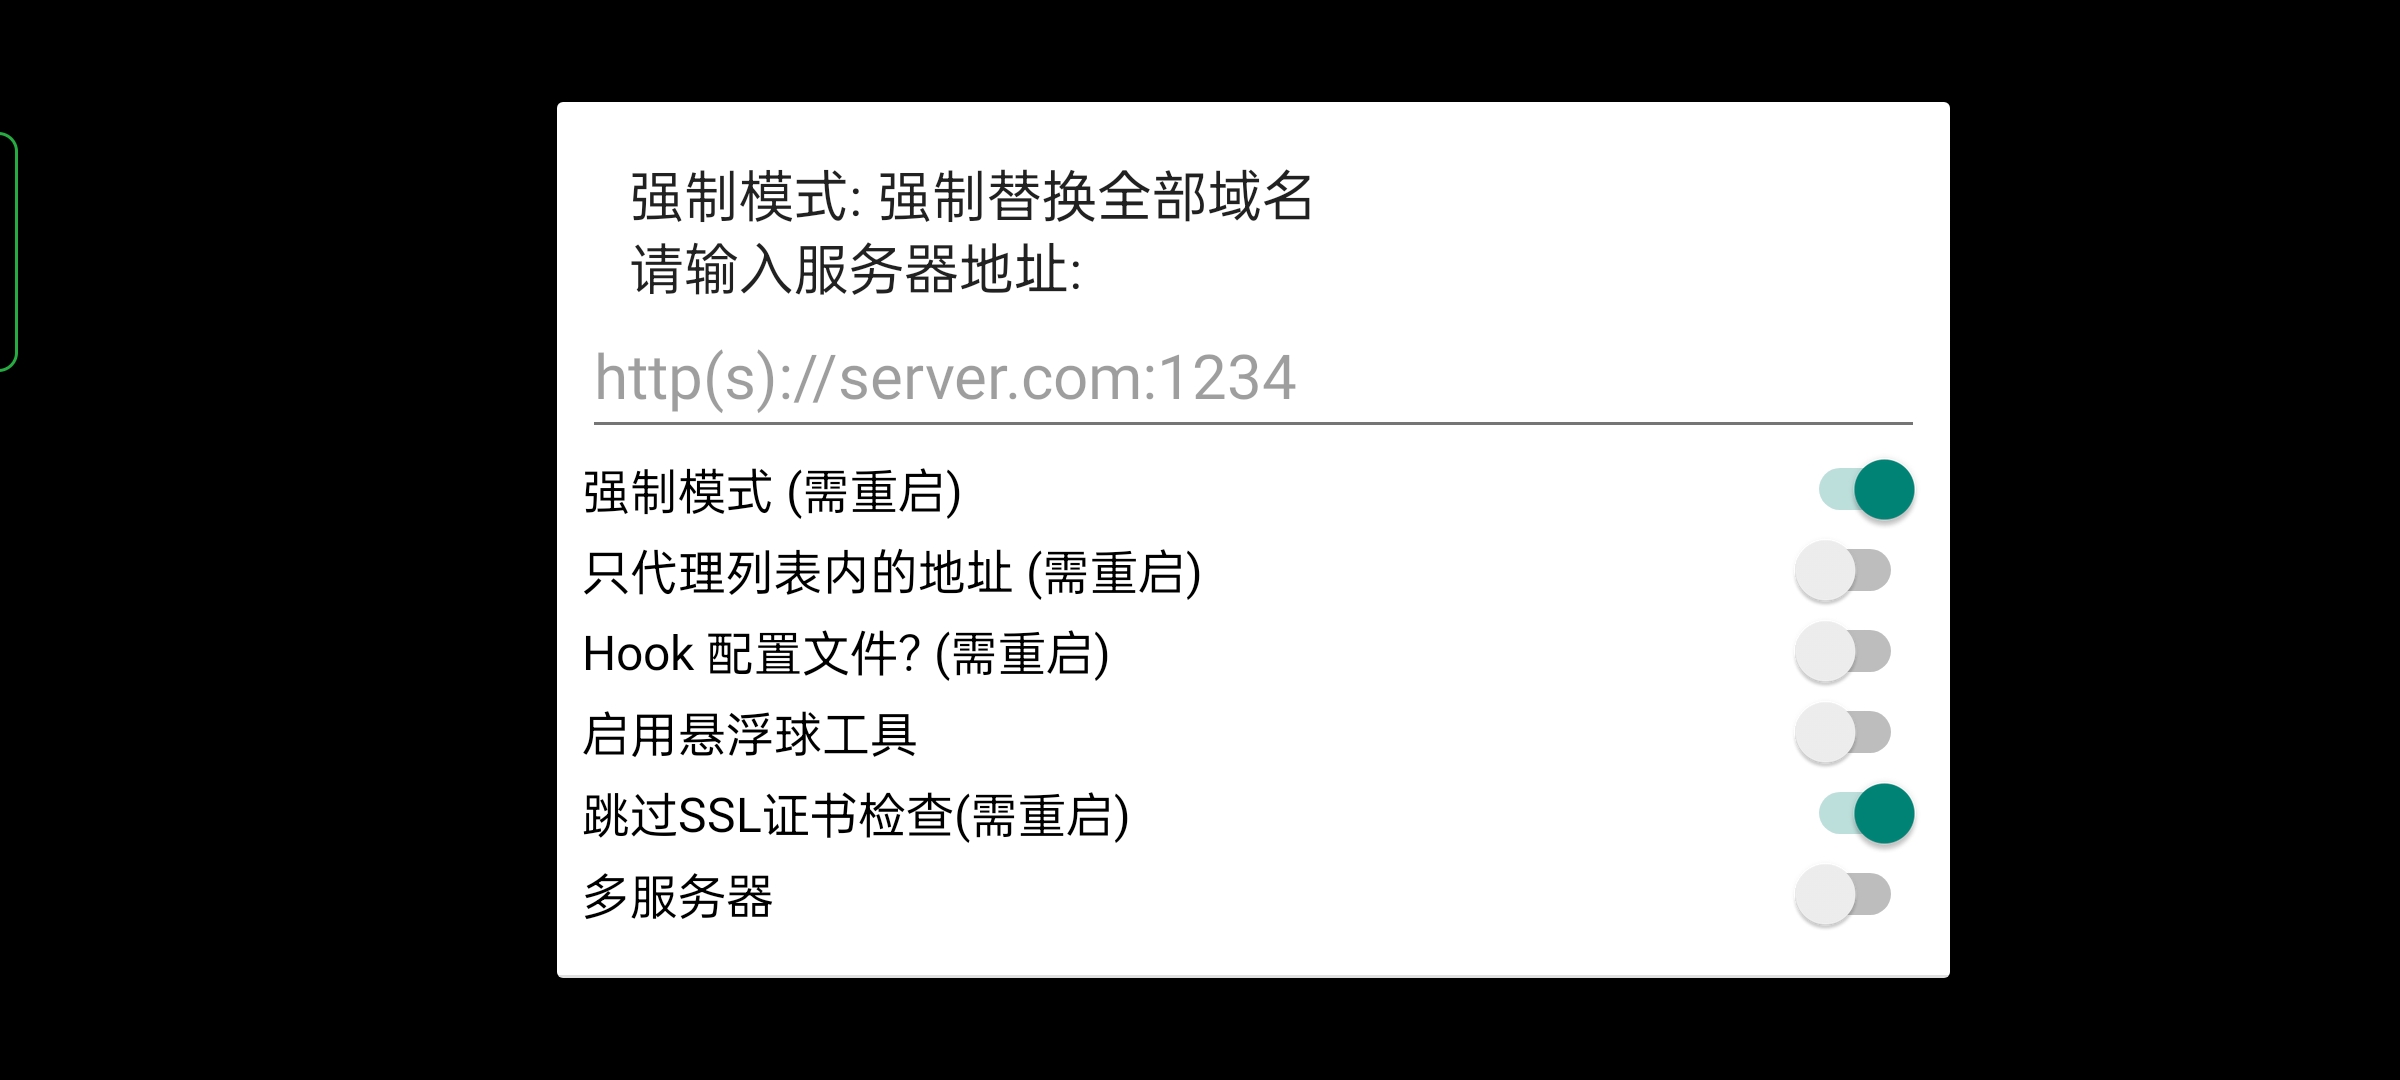 强制模式: 强制替换全部域名
请输入服务器地址:
http(s)://server.com:1234
强制模式 (需重启)
只代理列表内的地址 (需重启)
Hook 配置文件? (需重启)
启用悬浮球工具
跳过SSL证书检查(需重启)
多服务器